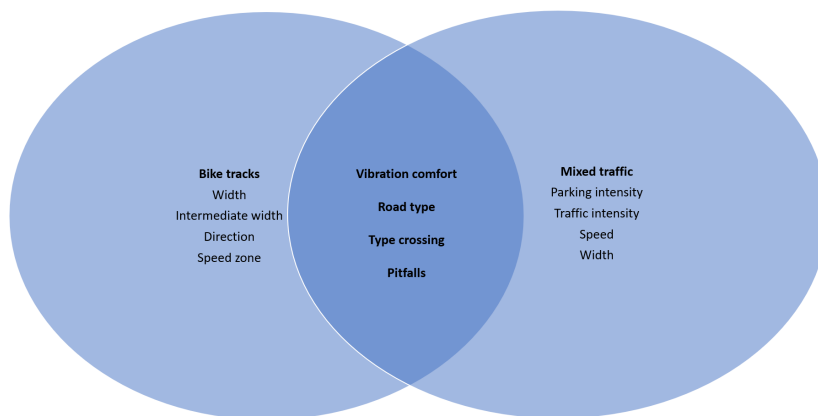 Bike tracks
Width
Intermediate width
Direction
Speed zone
Vibration comfort
Road type
Type crossing
Pitfalls
Mixed traffic
Parking intensity
Traffic intensity
Speed
Width